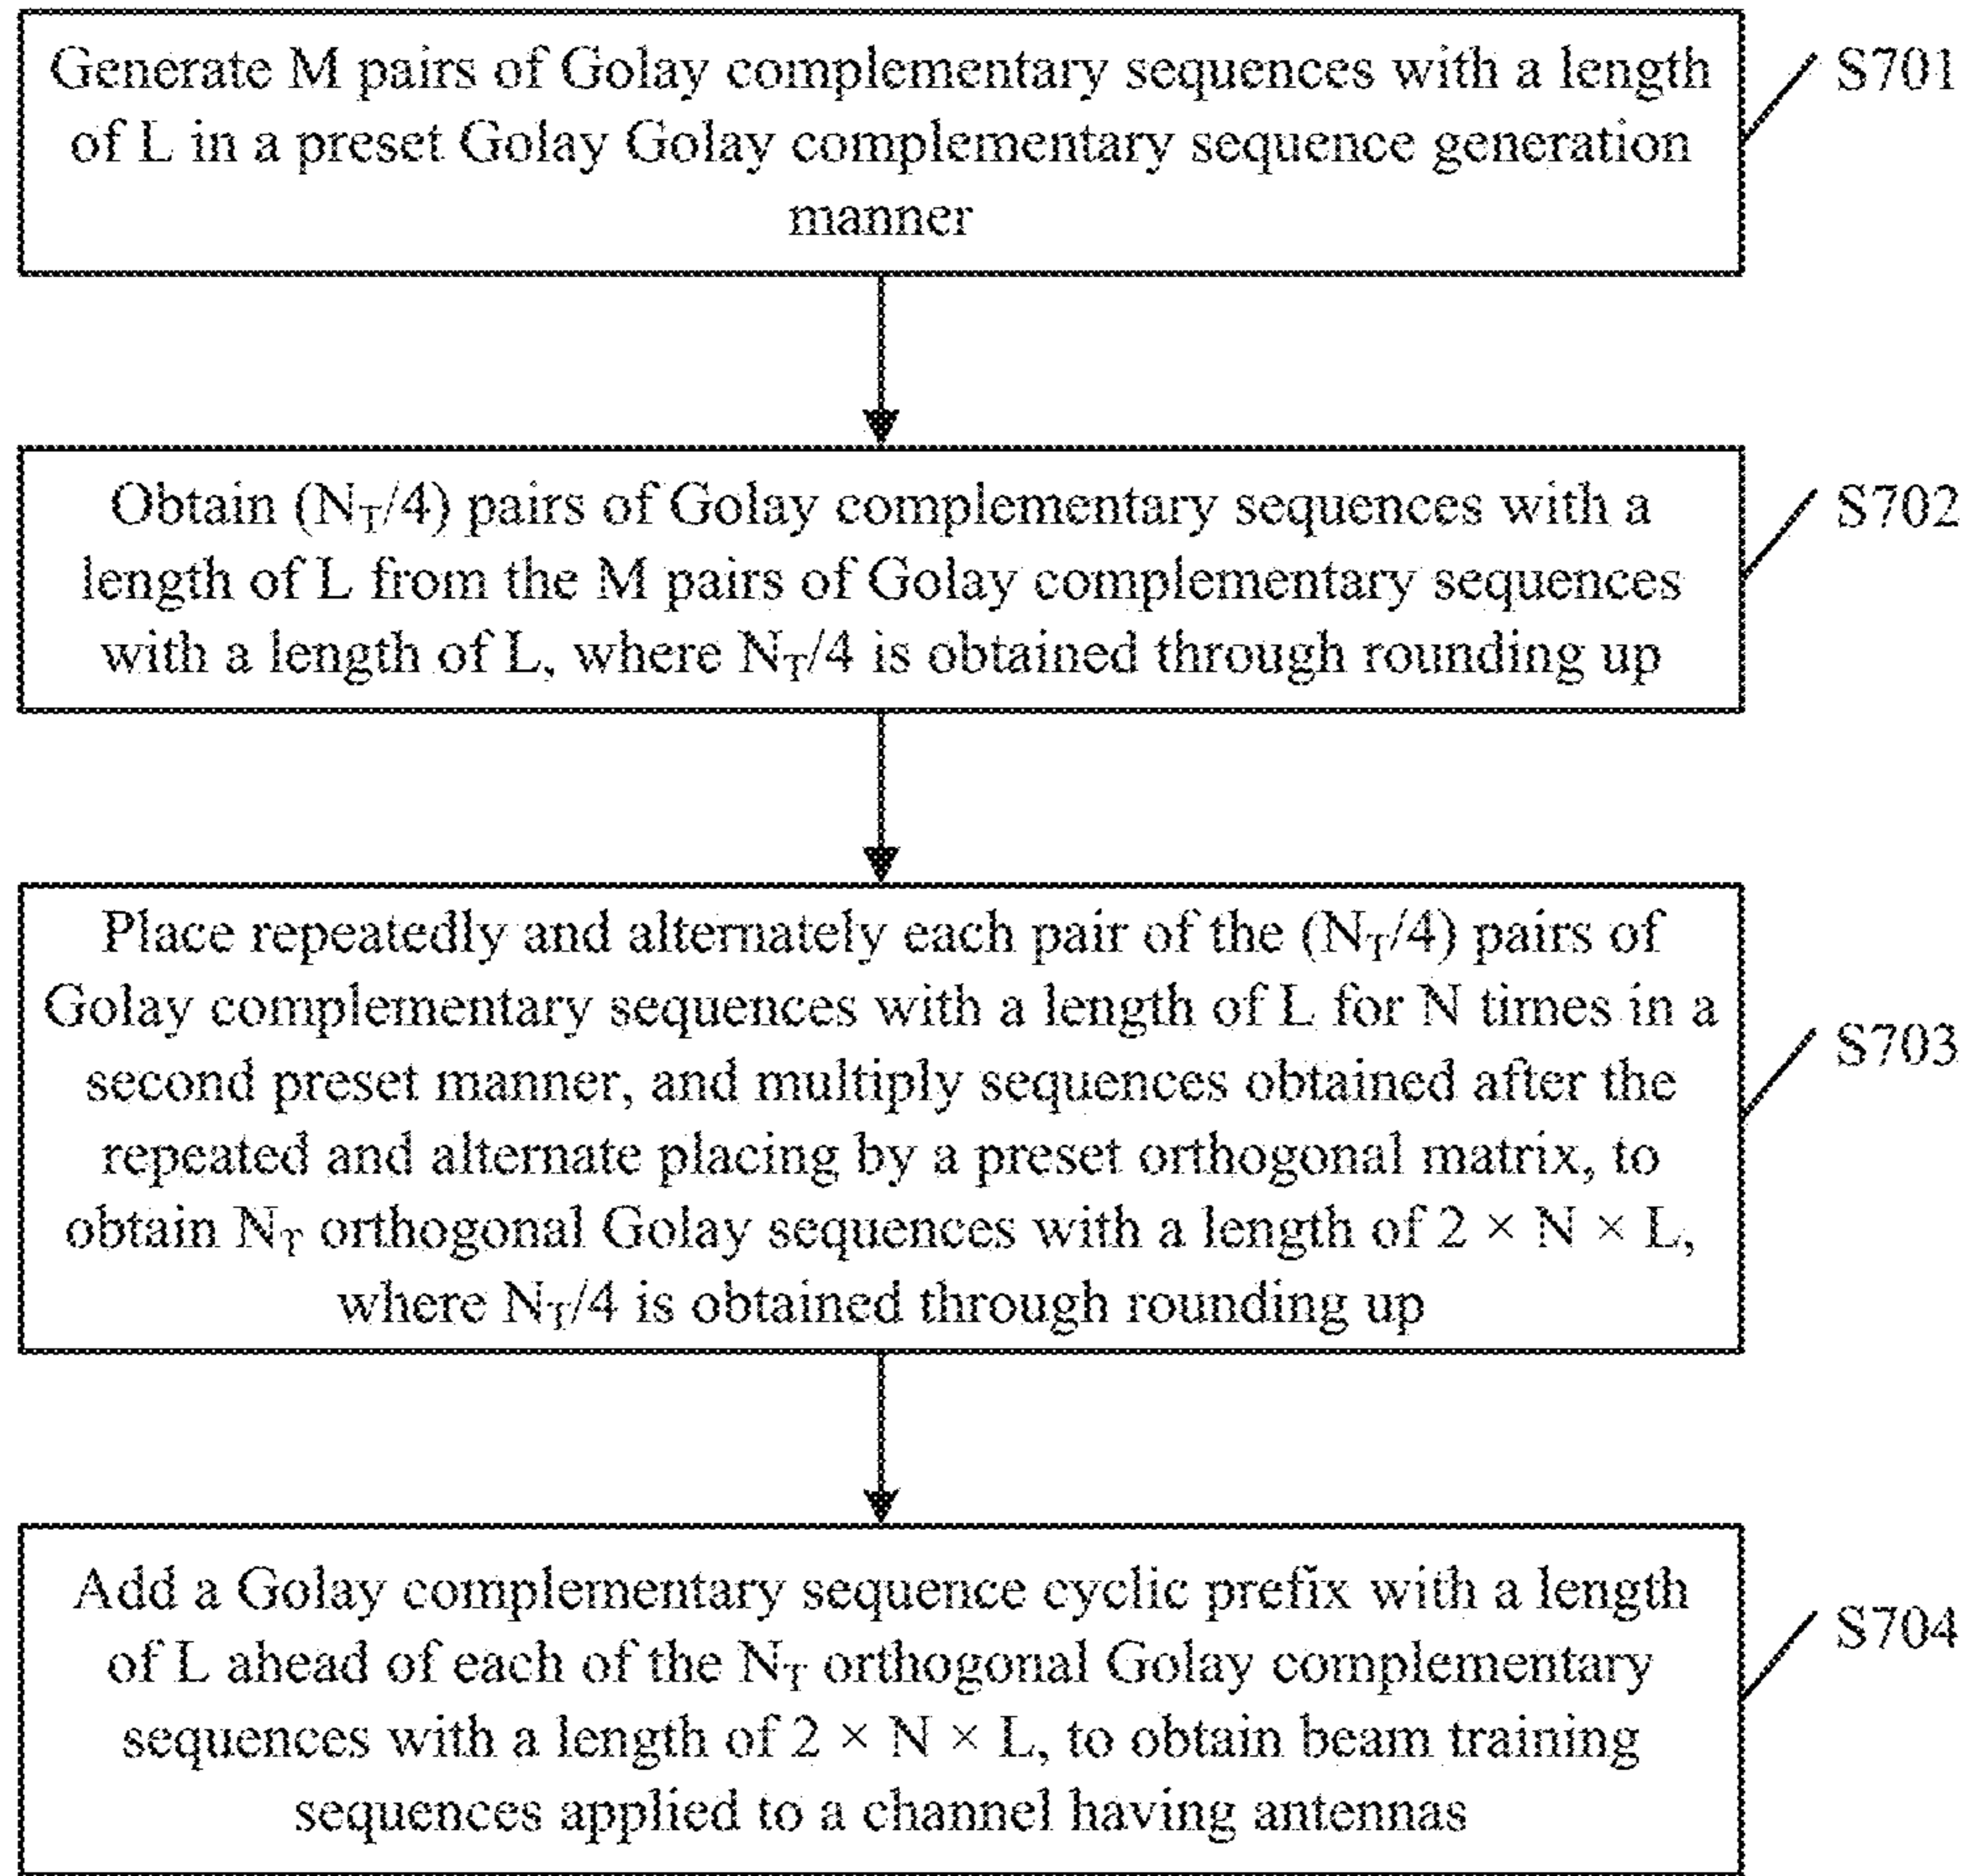 Generate M pairs of Golay complementary sequences with a length
of L in a preset Golay Golay complementary sequence generation
manner
S701
Obtain (N_T/4) pairs of Golay complementary sequences with a
length of L from the M pairs of Golay complementary sequences
with a length of L, where N_T/4 is obtained through rounding up
S702
Place repeatedly and alternately each pair of the (N_T/4) pairs of
Golay complementary sequences with a length of L for N times in a
second preset manner, and multiply sequences obtained after the
repeated and alternate placing by a preset orthogonal matrix, to
obtain N_T orthogonal Golay sequences with a length of 2 × N × L,
where N_T/4 is obtained through rounding up
S703
Add a Golay complementary sequence cyclic prefix with a length
of L ahead of each of the N_T orthogonal Golay complementary
sequences with a length of 2 × N × L, to obtain beam training
sequences applied to a channel having antennas
S704